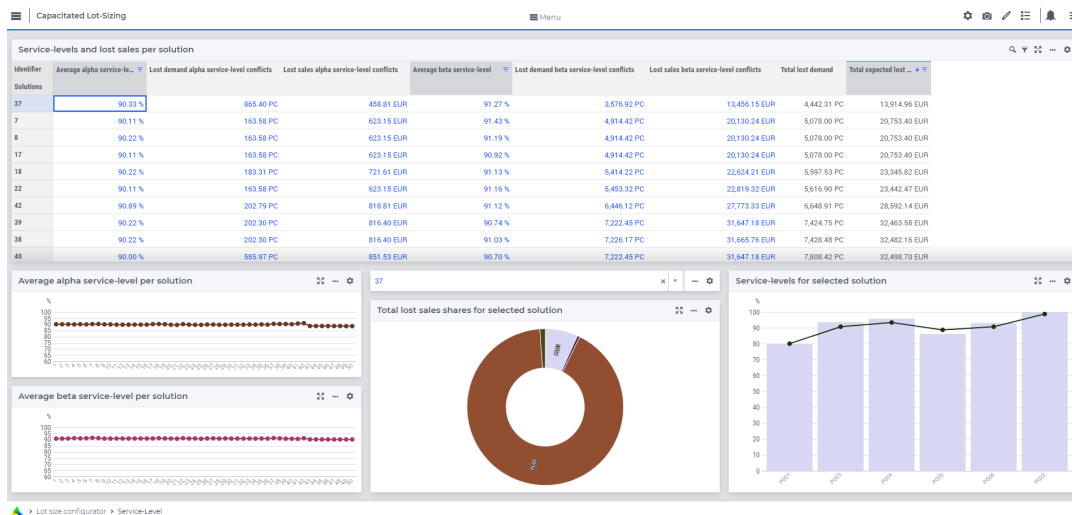 Capacitated Lot-Sizing
Menu
Service-levels and lost sales per solution
Identifier Average alpha service-le... Lost demand alpha service-level conflicts Lost sales alpha service-level conflicts Average beta service-level Lost demand beta service-level conflicts Lost sales beta service-level conflicts Total lost demand Total expected lost ...
Solutions
37 90.33 % 865.40 PC 458.81 EUR 91.27 % 3,576.92 PC 13,456.15 EUR 4,442.31 PC 13,914.96 EUR
7 90.11 % 163.58 PC 623.15 EUR 91.43 % 4,914.42 PC 20,130.24 EUR 5,078.00 PC 20,753.40 EUR
8 90.22 % 163.58 PC 623.15 EUR 91.19 % 4,914.42 PC 20,130.24 EUR 5,078.00 PC 20,753.40 EUR
17 90.11 % 163.58 PC 623.15 EUR 90.92 % 4,914.42 PC 20,130.24 EUR 5,078.00 PC 20,753.40 EUR
18 90.22 % 183.31 PC 721.61 EUR 91.13 % 5,414.22 PC 22,624.21 EUR 5,597.53 PC 23,345.82 EUR
22 90.11 % 163.58 PC 623.15 EUR 91.16 % 5,453.32 PC 22,819.32 EUR 5,616.90 PC 23,442.47 EUR
42 90.89 % 202.79 PC 818.81 EUR 91.12 % 6,446.12 PC 27,773.33 EUR 6,648.91 PC 28,592.14 EUR
39 90.22 % 202.30 PC 816.40 EUR 90.74 % 7,222.45 PC 31,647.18 EUR 7,424.75 PC 32,463.58 EUR
38 90.22 % 202.30 PC 816.40 EUR 91.03 % 7,226.17 PC 31,665.76 EUR 7,428.48 PC 32,482.16 EUR
40 90.00 % 585.97 PC 851.53 EUR 90.70 % 7,222.45 PC 31,647.18 EUR 7,808.42 PC 32,498.70 EUR
Average alpha service-level per solution
%
100
95
90
85
80
75
70
65
60
Average beta service-level per solution
%
100
95
90
85
80
75
70
65
60
37
Total lost sales shares for selected solution
Service-levels for selected solution
%
100
90
80
70
60
50
40
30
20
10
0
P001 P003 P004 P005 P006 P022
Lot size configurator > Service-Level